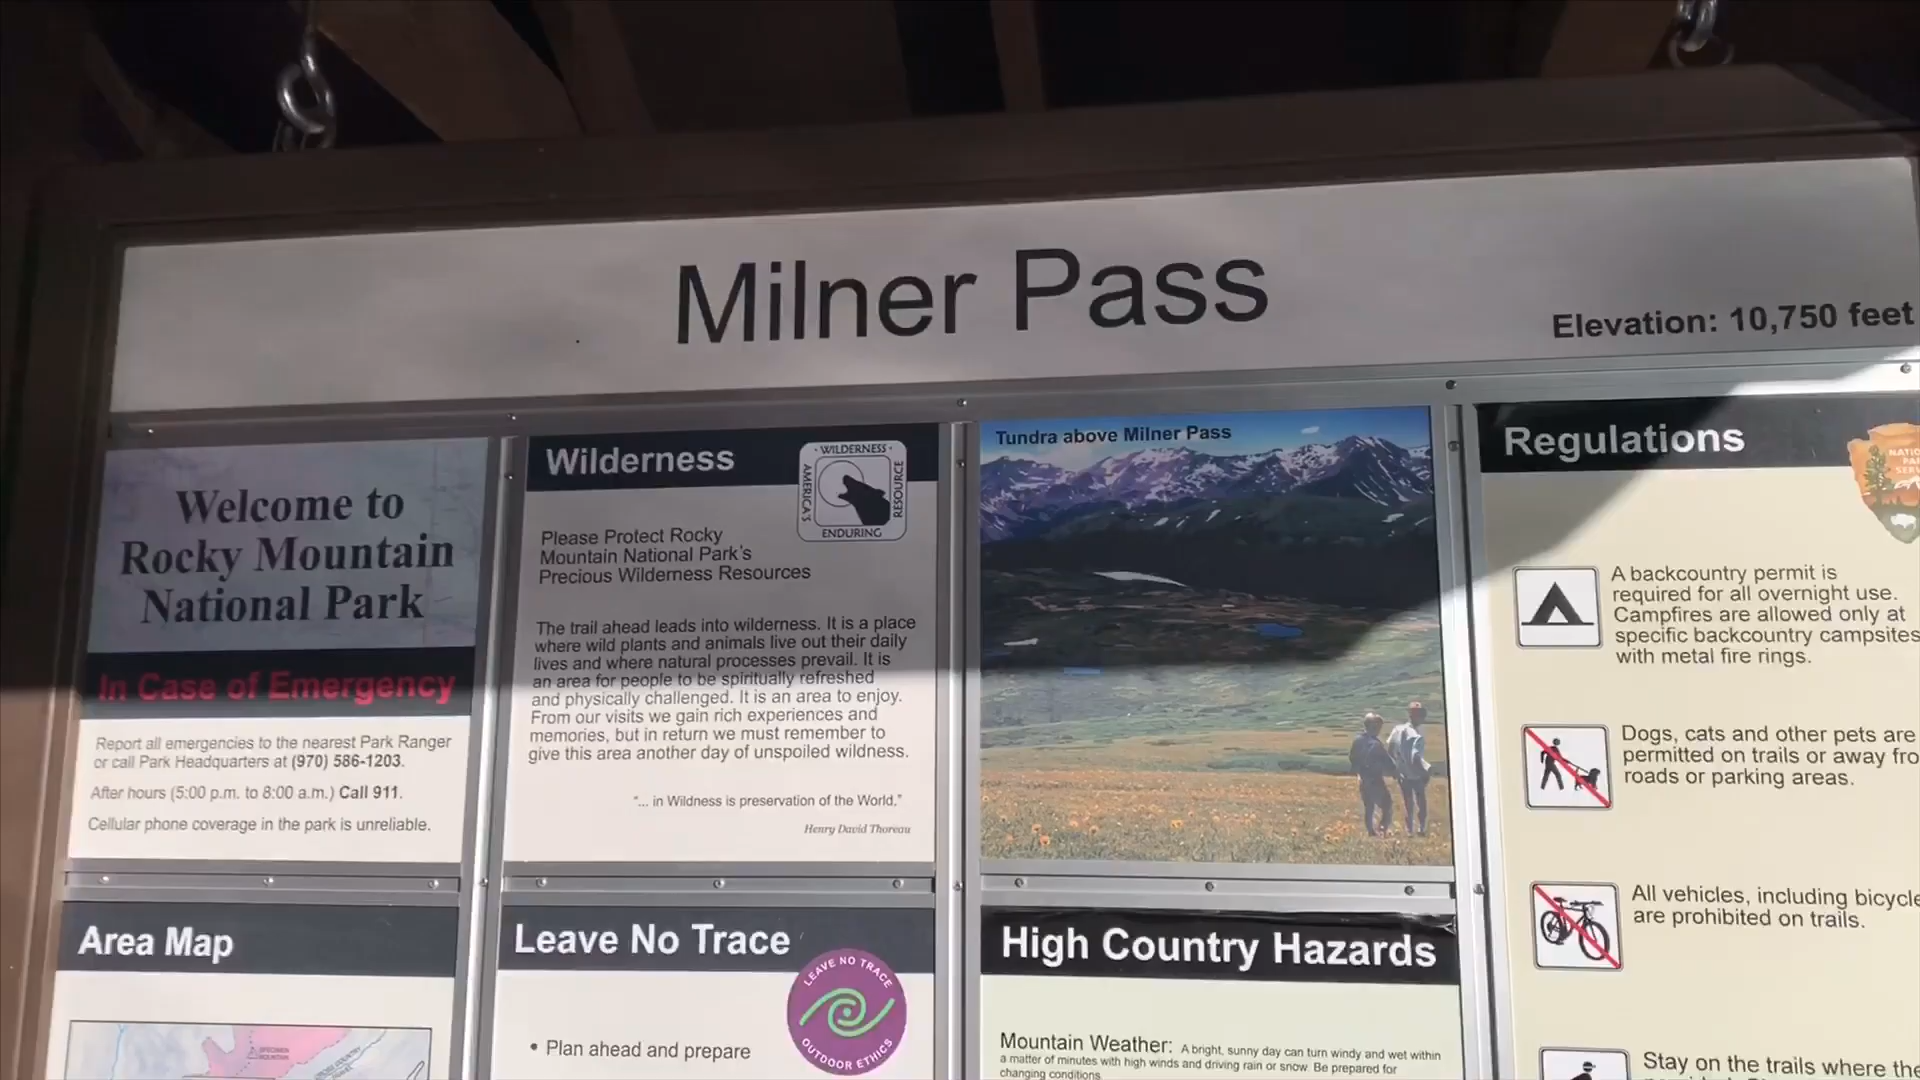 Milner Pass
Elevation: 10,750 feet
Welcome to
Rocky Mountain
National Park
In Case of Emergency
Report all emergencies to the nearest Park Ranger
or call Park Headquarters at (970) 586-1203.
After hours (5:00 p.m. to 8:00 a.m.) Call 911.
Cellular phone coverage in the park is unreliable.
Area Map
SPECIMEN
MOUNTAIN
Wilderness
· WILDERNESS ·
AMERICA'S
RESOURCE
ENDURING
Please Protect Rocky
Mountain National Park's
Precious Wilderness Resources
The trail ahead leads into wilderness. It is a place
where wild plants and animals live out their daily
lives and where natural processes prevail. It is
an area for people to be spiritually refreshed
and physically challenged. It is an area to enjoy.
From our visits we gain rich experiences and
memories, but in return we must remember to
give this area another day of unspoiled wildness.
"... in Wildness is preservation of the World."
Henry David Thoreau
Leave No Trace
LEAVE NO TRACE
OUTDOOR ETHICS
• Plan ahead and prepare
Tundra above Milner Pass
High Country Hazards
Mountain Weather: A bright, sunny day can turn windy and wet within
a matter of minutes with high winds and driving rain or snow. Be prepared for
changing conditions.
Regulations
A backcountry permit is
required for all overnight use.
Campfires are allowed only at
specific backcountry campsites
with metal fire rings.
Dogs, cats and other pets are
permitted on trails or away fro
roads or parking areas.
All vehicles, including bicycle
are prohibited on trails.
Stay on the trails where the